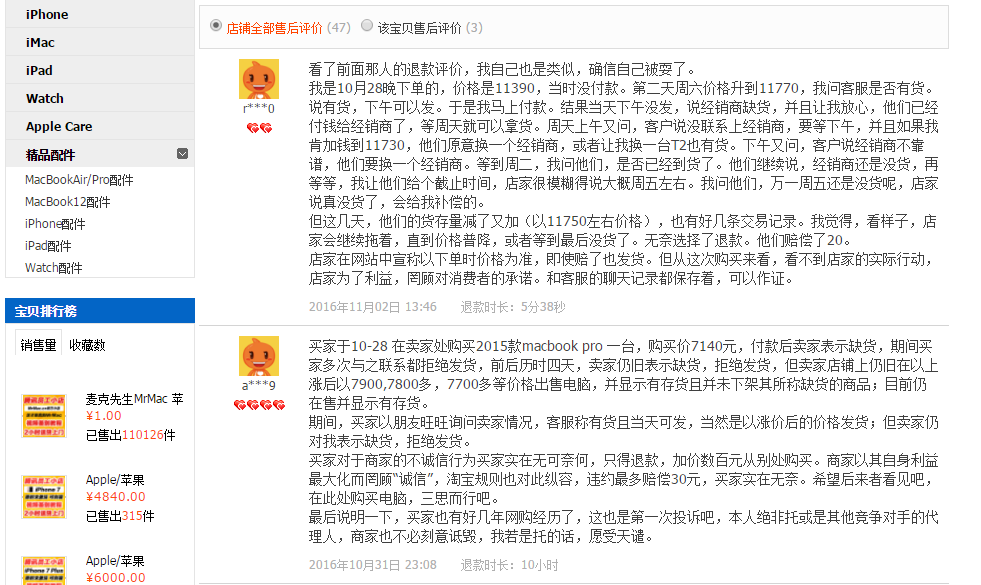 iPhone
iMac
iPad
Watch
Apple Care
精品配件
MacBookAir/Pro配件
MacBook12配件
iPhone配件
iPad配件
Watch配件
宝贝排行榜
销售量 收藏数
麦克先生MrMac 苹
¥1.00
已售出110126件
Apple/苹果
¥4840.00
已售出315件
Apple/苹果
¥6000.00
店铺全部售后评价 (47) 该宝贝售后评价 (3)
r***0
看了前面那人的退款评价，我自己也是类似，确信自己被耍了。
我是10月28晚下单的，价格是11390，当时没付款。第二天周六价格升到11770，我问客服是否有货。
说有货，下午可以发。于是我马上付款。结果当天下午没发，说经销商缺货，并且让我放心，他们已经
付钱给经销商了，等周天就可以拿货。周天上午又问，客户说没联系上经销商，要等下午，并且如果我
肯加钱到11730，他们原意换一个经销商，或者让我换一台T2也有货。下午又问，客户说经销商不靠
谱，他们要换一个经销商。等到周二，我问他们，是否已经到货了。他们继续说，经销商还是没货，再
等等，我让他们给个截止时间，店家很模糊得说大概周五左右。我问他们，万一周五还是没货呢，店家
说真没货了，会给我补偿的。
但这几天，他们的货存量减了又加（以11750左右价格），也有好几条交易记录。我觉得，看样子，店
家会继续拖着，直到价格普降，或者等到最后没货了。无奈选择了退款。他们赔偿了20。
店家在网站中宣称以下单时价格为准，即使赔了也发货。但从这次购买来看，看不到店家的实际行动，
店家为了利益，罔顾对消费者的承诺。和客服的聊天记录都保存着，可以作证。
2016年11月02日 13:46 退款时长：5分38秒
a***9
买家于10-28 在卖家处购买2015款macbook pro 一台，购买价7140元，付款后卖家表示缺货，期间买
家多次与之联系都拒绝发货，前后历时四天，卖家仍旧表示缺货，拒绝发货，但卖家店铺上仍旧在以上
涨后以7900,7800多，7700多等价格出售电脑，并显示有存货且并未下架其所称缺货的商品；目前仍
在售并显示有存货。
期间，买家以朋友旺旺询问卖家情况，客服称有货且当天可发，当然是以涨价后的价格发货；但卖家仍
对我表示缺货，拒绝发货。
买家对于商家的不诚信行为买家实在无可奈何，只得退款，加价数百元从别处购买。商家以其自身利益
最大化而罔顾“诚信”，淘宝规则也对此纵容，违约最多赔偿30元，买家实在无奈。希望后来者看见吧，
在此处购买电脑，三思而行吧。
最后说明一下，买家也有好几年网购经历了，这也是第一次投诉吧，本人绝非托或是其他竞争对手的代
理人，商家也不必刻意诋毁，我若是托的话，愿受天谴。
2016年10月31日 23:08 退款时长：10小时